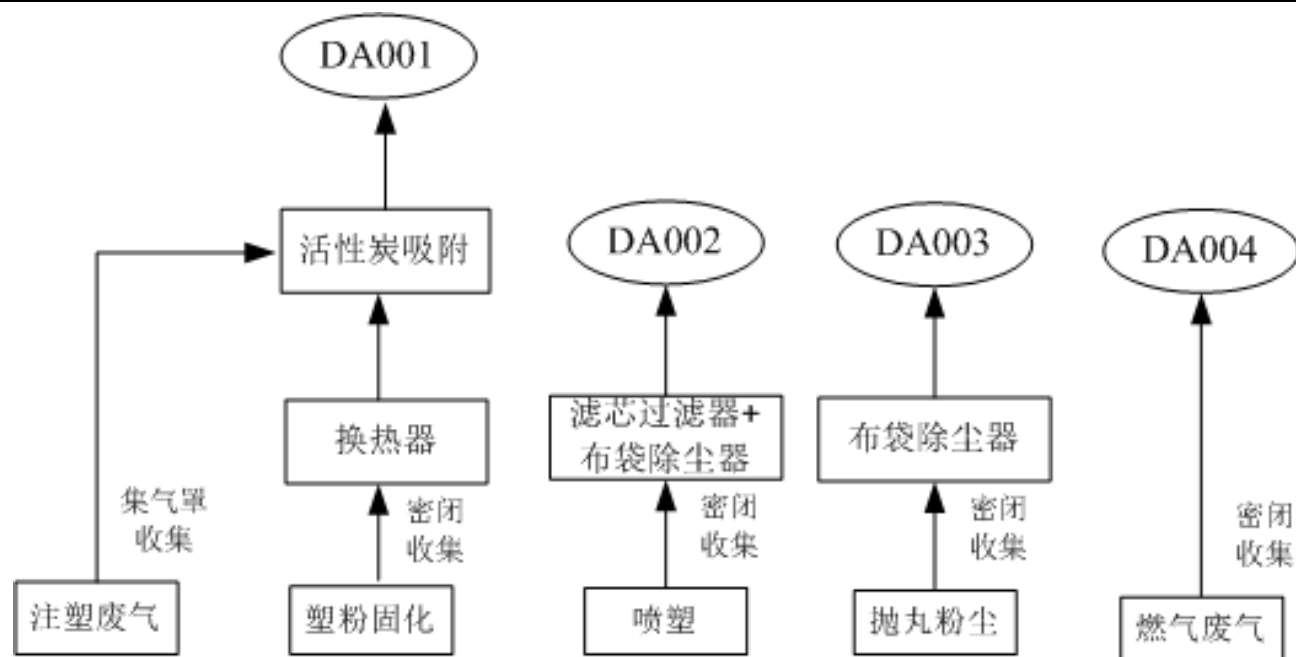 DA001
活性炭吸附
DA002
DA003
DA004
换热器
滤芯过滤器+
布袋除尘器
布袋除尘器
集气罩
收集
密闭
收集
密闭
收集
密闭
收集
密闭
收集
注塑废气
塑粉固化
喷塑
抛丸粉尘
燃气废气